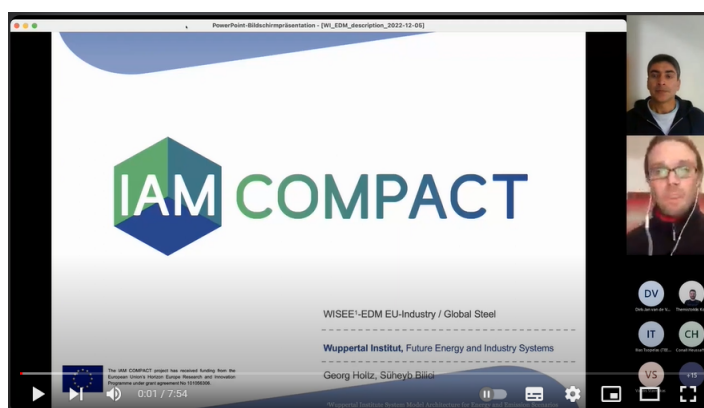 PowerPoint-Bildschirmpräsentation - [WI_EDM_description_2022-12-05]
IAM COMPACT
WISEE¹-EDM EU-Industry / Global Steel
Wuppertal Institut, Future Energy and Industry Systems
Georg Holtz, Süheyb Bilici
The IAM COMPACT project has received funding from the
European Union's Horizon Europe Research and Innovation
Programme under grant agreement No 101056306.
0:01 / 7:54
DV
IT
CH
VS
+15